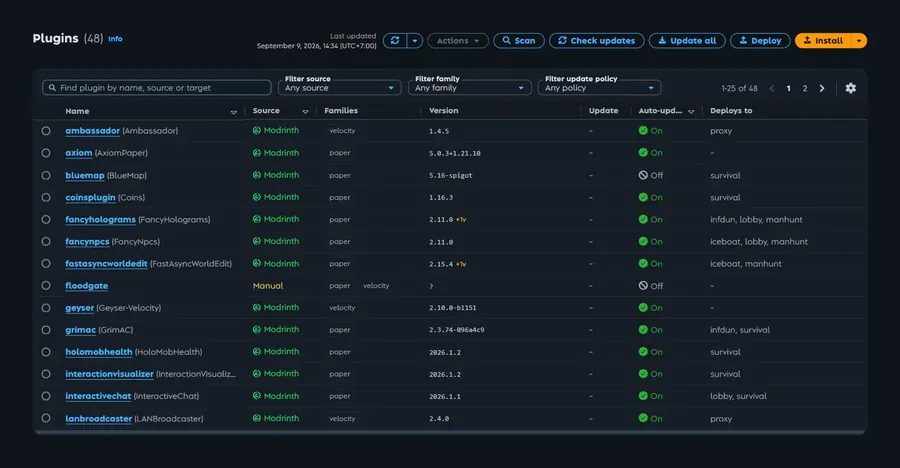 Plugins (48) Info
Last updated
September 9, 2026, 14:34 (UTC+7:00)
Actions
Scan
Check updates
Update all
Deploy
Install
Find plugin by name, source or target
Filter source
Any source
Filter family
Any family
Filter update policy
Any policy
1-25 of 48
1 2
Name Source Families Version Update Auto-upd... Deploys to
ambassador (Ambassador) Modrinth velocity 1.4.5 - On proxy
axiom (AxiomPaper) Modrinth paper 5.0.3+1.21.10 - On -
bluemap (BlueMap) Modrinth paper 5.16-spigot - Off survival
coinsplugin (Coins) Modrinth paper 1.16.3 - On survival
fancyholograms (FancyHolograms) Modrinth paper 2.11.0 +1v - On infdun, lobby, manhunt
fancynpcs (FancyNpcs) Modrinth paper 2.11.0 - On iceboat, lobby, manhunt
fastasyncworldedit (FastAsyncWorldEdit) Modrinth paper 2.15.4 +1v - On iceboat, manhunt
floodgate Manual paper velocity ? - Off -
geyser (Geyser-Velocity) Modrinth velocity 2.10.0-b1151 - On -
grimac (GrimAC) Modrinth paper 2.3.74-096a4c9 - On infdun, survival
holomobhealth (HoloMobHealth) Modrinth paper 2026.1.2 - On survival
interactionvisualizer (InteractionVisualiz... Modrinth paper 2026.1.2 - On survival
interactivechat (InteractiveChat) Modrinth paper 2026.1.1 - On lobby, survival
lanbroadcaster (LANBroadcaster) Modrinth velocity 2.4.0 - On proxy